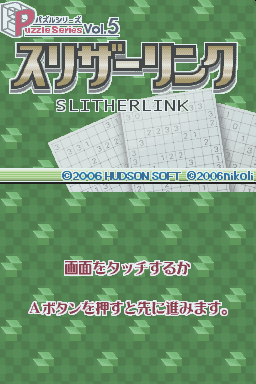 パズルシリーズ
Puzzle Series Vol.5
スリザーリンク
SLITHERLINK
©2006 HUDSON SOFT ©2006nikoli
画面をタッチするか
Aボタンを押すと先に進みます。